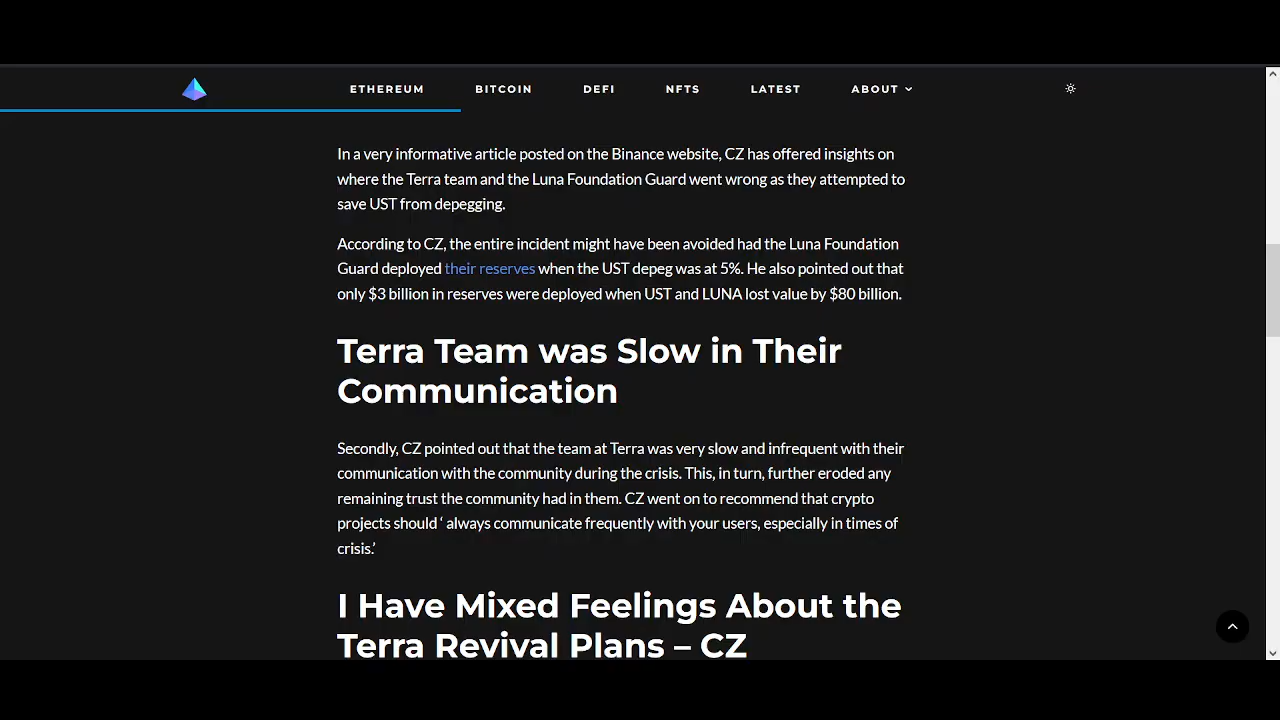 ETHEREUM BITCOIN DEFI NFTS LATEST ABOUT
In a very informative article posted on the Binance website, CZ has offered insights on
where the Terra team and the Luna Foundation Guard went wrong as they attempted to
save UST from depegging.
According to CZ, the entire incident might have been avoided had the Luna Foundation
Guard deployed their reserves when the UST depeg was at 5%. He also pointed out that
only $3 billion in reserves were deployed when UST and LUNA lost value by $80 billion.
Terra Team was Slow in Their
Communication
Secondly, CZ pointed out that the team at Terra was very slow and infrequent with their
communication with the community during the crisis. This, in turn, further eroded any
remaining trust the community had in them. CZ went on to recommend that crypto
projects should ‘ always communicate frequently with your users, especially in times of
crisis.’
I Have Mixed Feelings About the
Terra Revival Plans – CZ